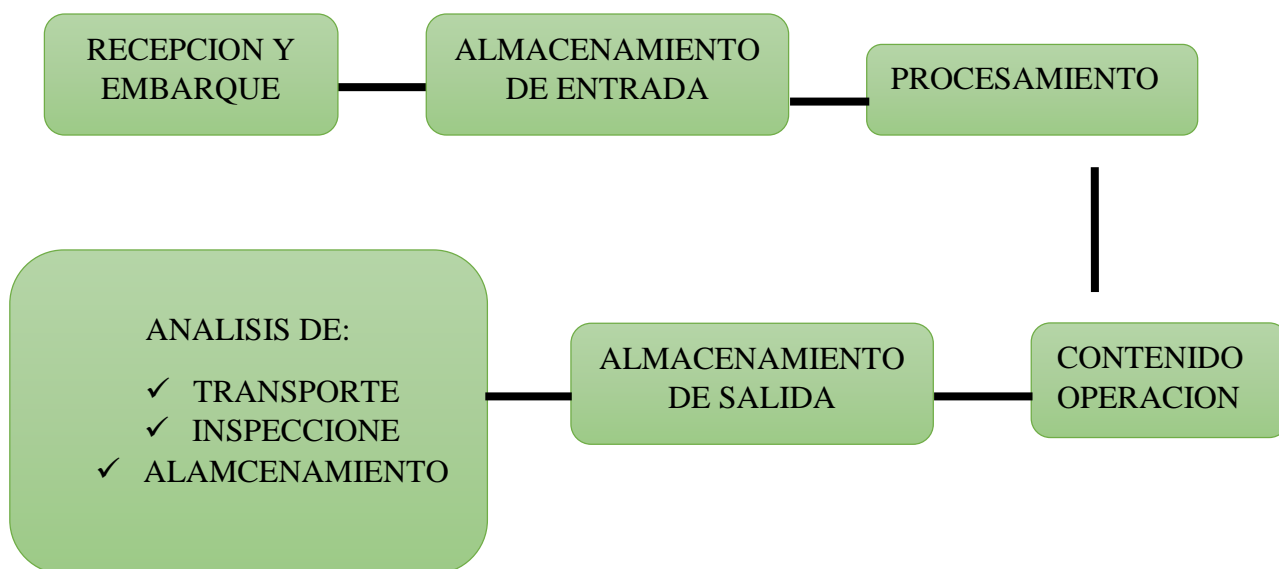 RECEPCION Y
EMBARQUE
ALMACENAMIENTO
DE ENTRADA
PROCESAMIENTO
CONTENIDO
OPERACION
ALMACENAMIENTO
DE SALIDA
ANALISIS DE:
✓ TRANSPORTE
✓ INSPECCIONE
✓ ALAMCENAMIENTO